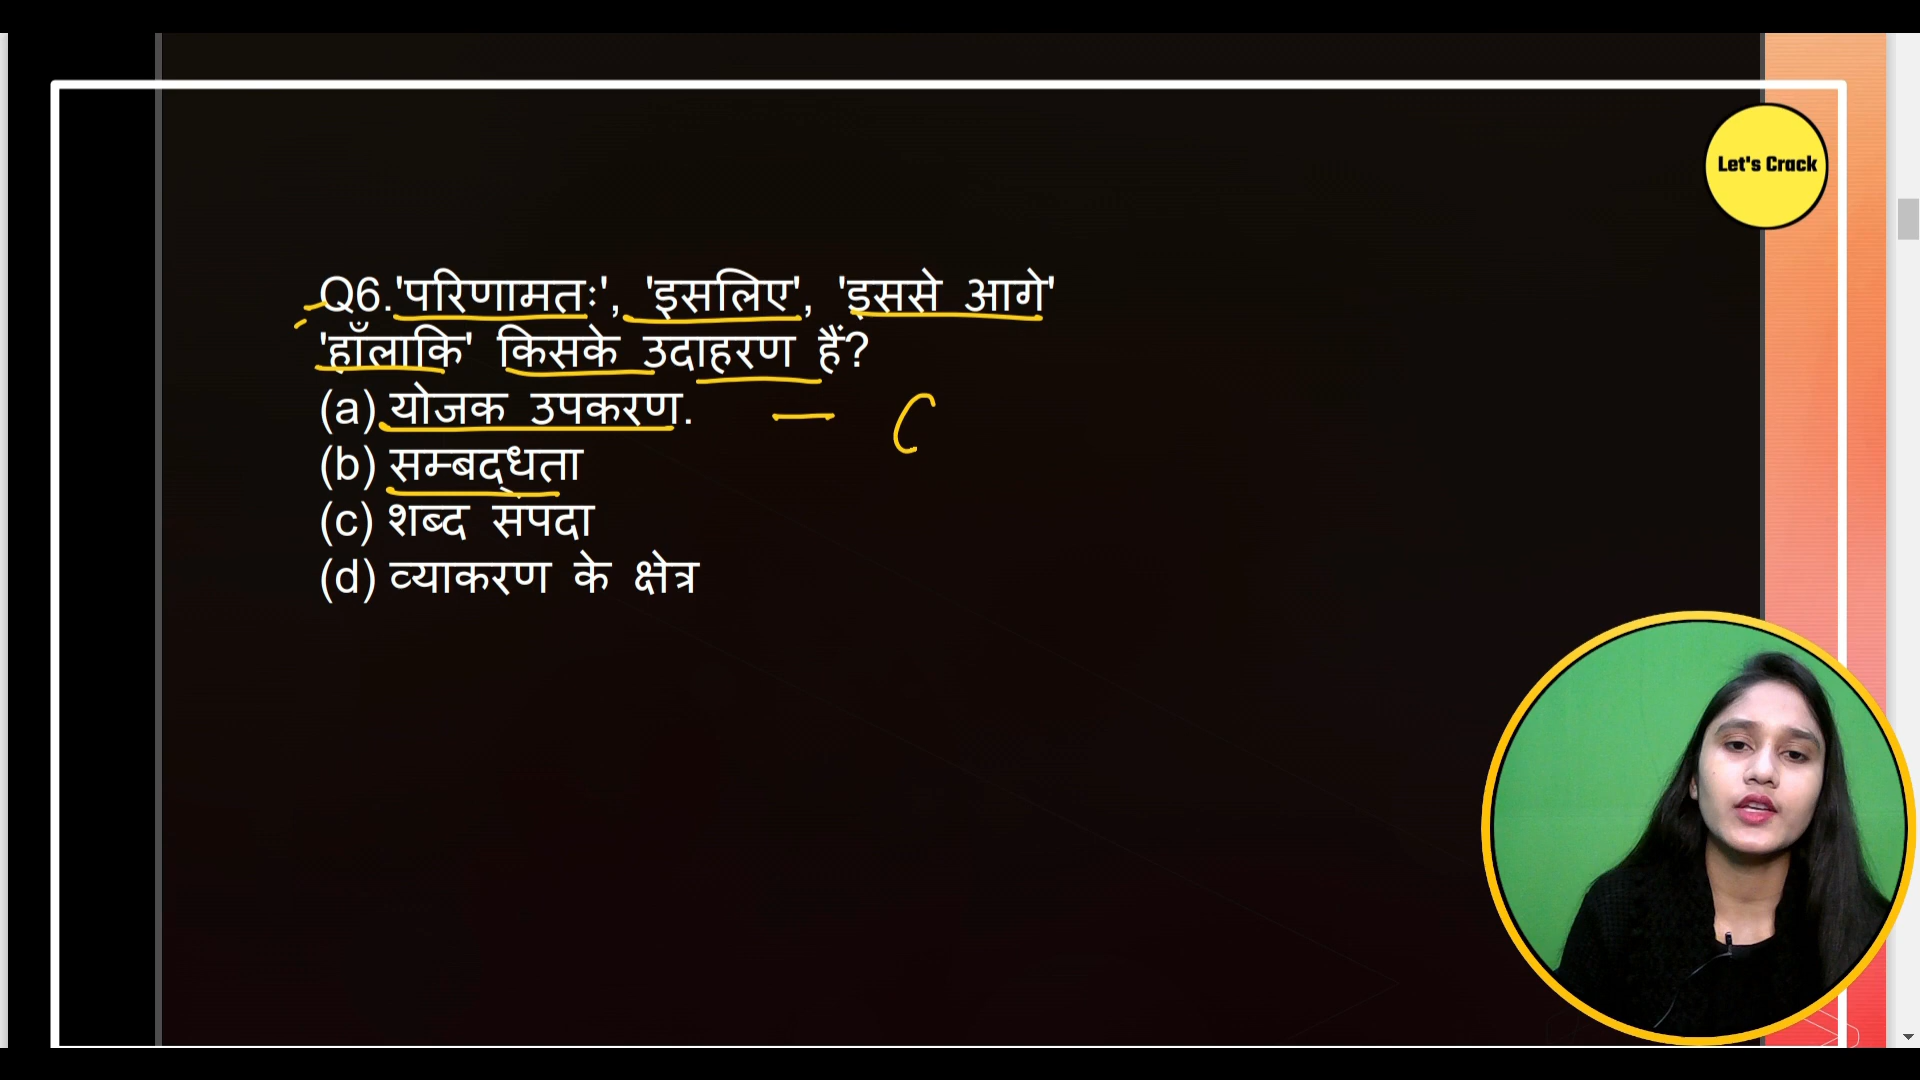 Let's Crack
Q6.'परिणामतः', 'इसलिए', 'इससे आगे'
'हाँलाकि' किसके उदाहरण हैं?
(a) योजक उपकरण. — C
(b) सम्बद्धता
(c) शब्द संपदा
(d) व्याकरण के क्षेत्र